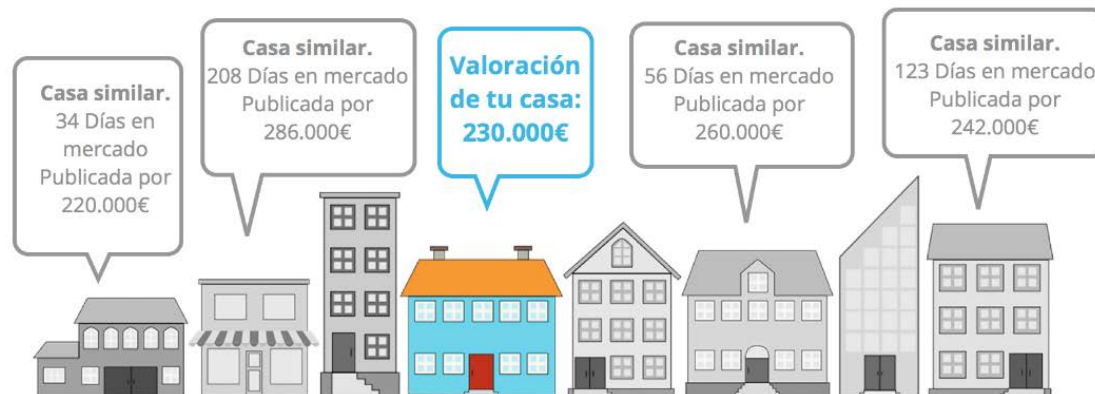 Casa similar.
34 Días en
mercado
Publicada por
220.000€
Casa similar.
208 Días en mercado
Publicada por
286.000€
Valoración
de tu casa:
230.000€
Casa similar.
56 Días en mercado
Publicada por
260.000€
Casa similar.
123 Días en mercado
Publicada por
242.000€